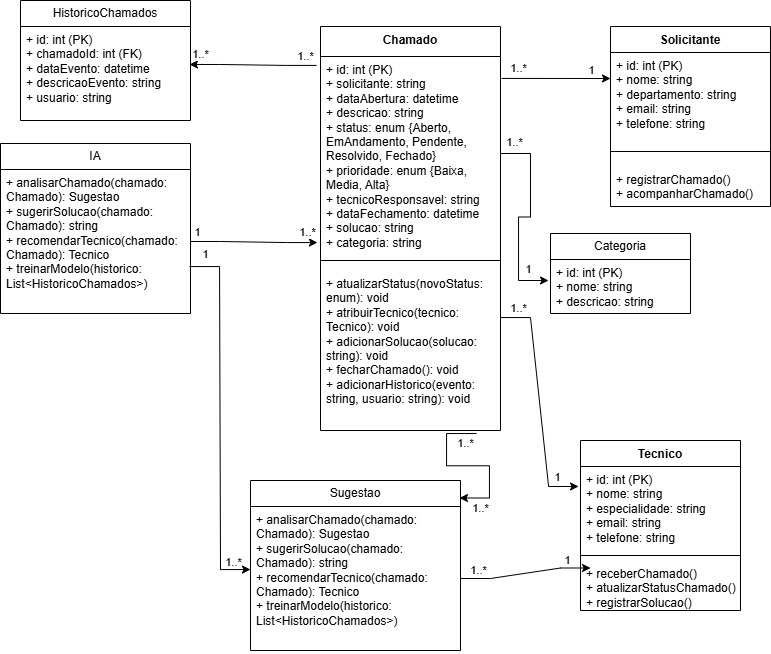 HistoricoChamados
+ id: int (PK)
+ chamadoId: int (FK)
+ dataEvento: datetime
+ descricaoEvento: string
+ usuario: string
1..*
1..*
Chamado
+ id: int (PK)
+ solicitante: string
+ dataAbertura: datetime
+ descricao: string
+ status: enum {Aberto,
EmAndamento, Pendente,
Resolvido, Fechado}
+ prioridade: enum {Baixa,
Media, Alta}
+ tecnicoResponsavel: string
+ dataFechamento: datetime
+ solucao: string
+ categoria: string
+ atualizarStatus(novoStatus:
enum): void
+ atribuirTecnico(tecnico:
Tecnico): void
+ adicionarSolucao(solucao:
string): void
+ fecharChamado(): void
+ adicionarHistorico(evento:
string, usuario: string): void
1..*
1
Solicitante
+ id: int (PK)
+ nome: string
+ departamento: string
+ email: string
+ telefone: string
+ registrarChamado()
+ acompanharChamado()
IA
+ analisarChamado(chamado:
Chamado): Sugestao
+ sugerirSolucao(chamado:
Chamado): string
+ recomendarTecnico(chamado:
Chamado): Tecnico
+ treinarModelo(historico:
List<HistoricoChamados>)
1
1..*
1
1..*
1..*
1
Categoria
+ id: int (PK)
+ nome: string
+ descricao: string
1..*
1
Tecnico
+ id: int (PK)
+ nome: string
+ especialidade: string
+ email: string
+ telefone: string
+ receberChamado()
+ atualizarStatusChamado()
+ registrarSolucao()
1..*
1..*
Sugestao
+ analisarChamado(chamado:
Chamado): Sugestao
+ sugerirSolucao(chamado:
Chamado): string
+ recomendarTecnico(chamado:
Chamado): Tecnico
+ treinarModelo(historico:
List<HistoricoChamados>)
1..*
1